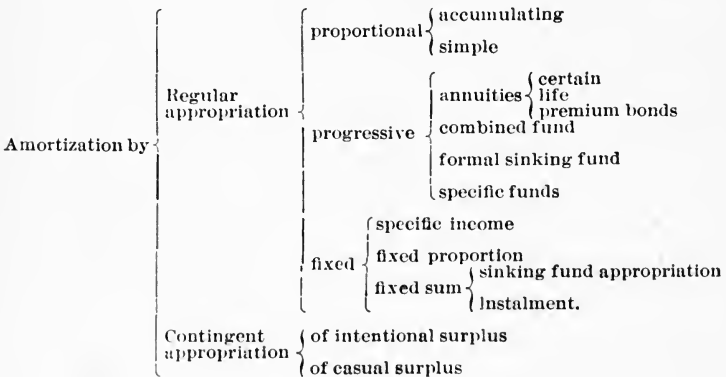 Amortization by
Regular appropriation
proportional
accumulating
simple
progressive
annuities
certain
life
premium bonds
combined fund
formal sinking fund
specific funds
fixed
specific income
fixed proportion
fixed sum
sinking fund appropriation
Instalment.
Contingent appropriation
of intentional surplus
of casual surplus